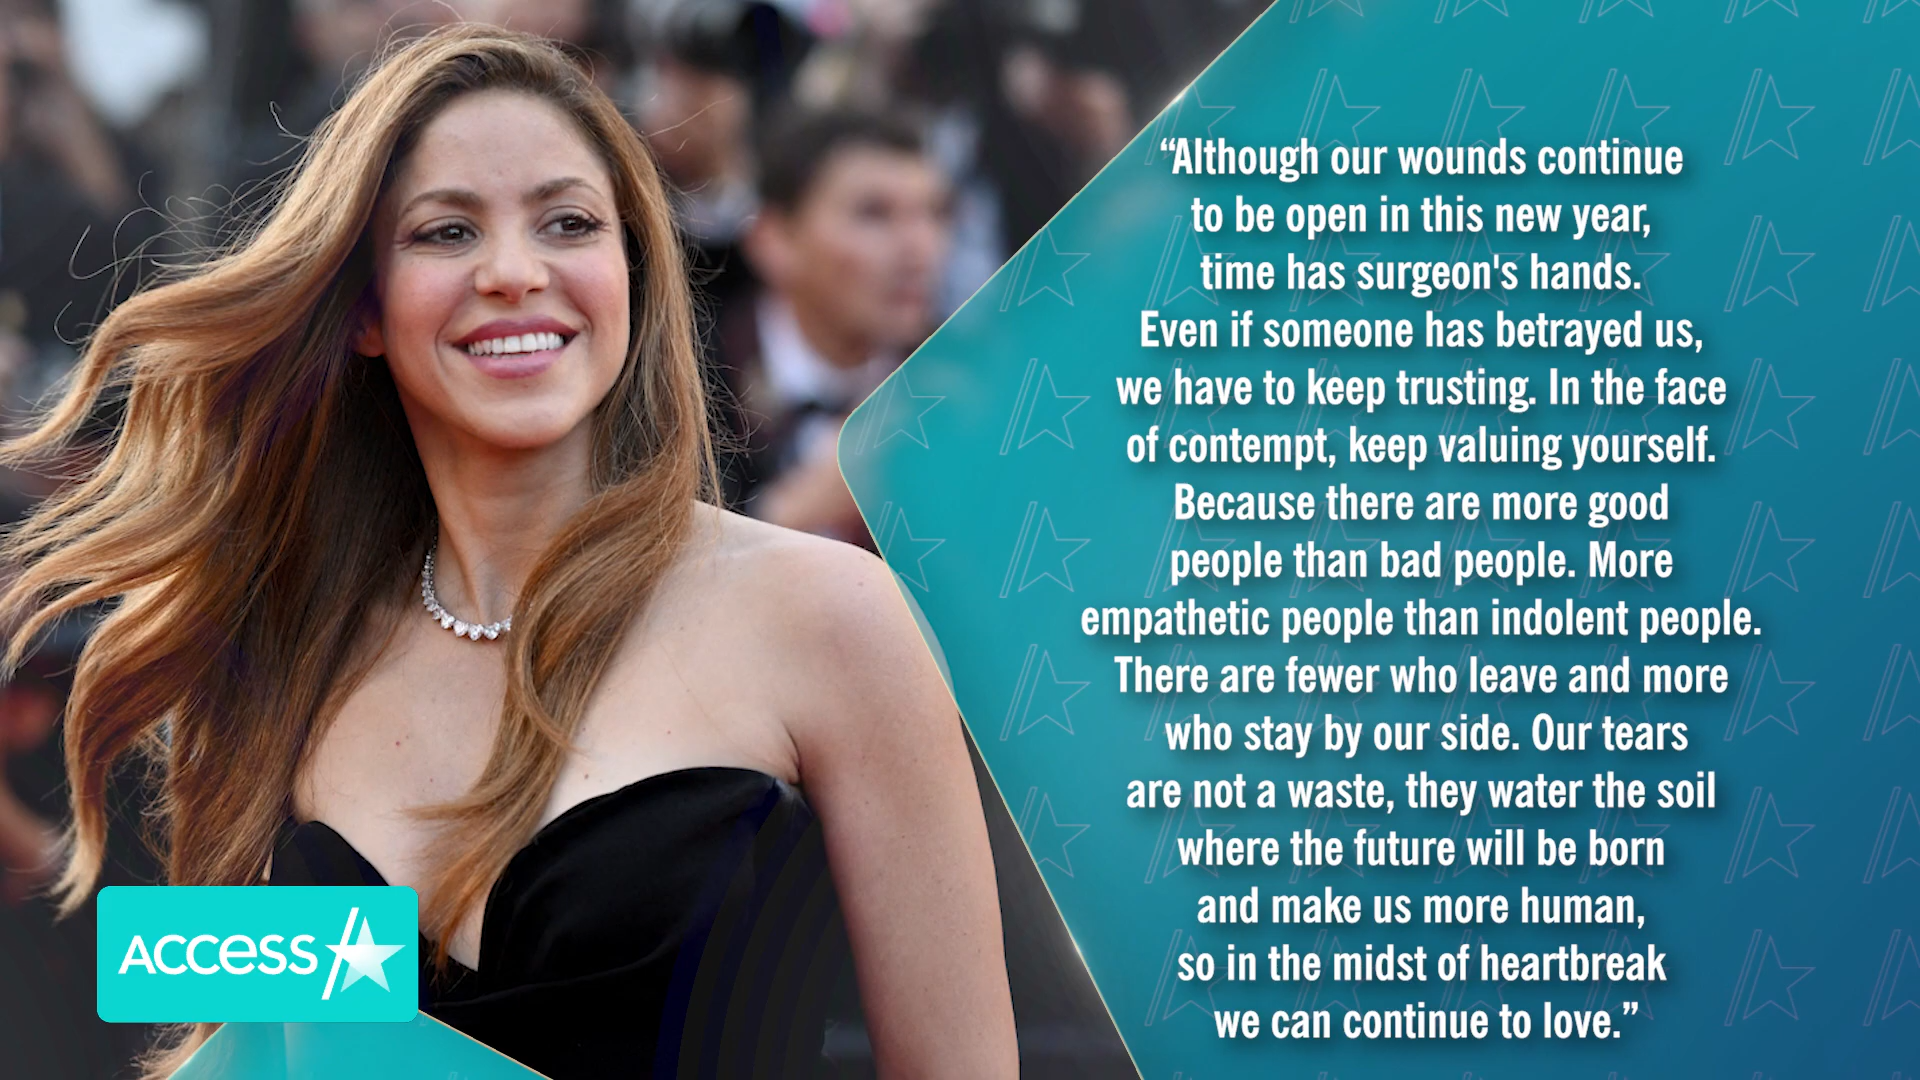 “Although our wounds continue
to be open in this new year,
time has surgeon's hands.
Even if someone has betrayed us,
we have to keep trusting. In the face
of contempt, keep valuing yourself.
Because there are more good
people than bad people. More
empathetic people than indolent people.
There are fewer who leave and more
who stay by our side. Our tears
are not a waste, they water the soil
where the future will be born
and make us more human,
so in the midst of heartbreak
we can continue to love.”
ACCESS